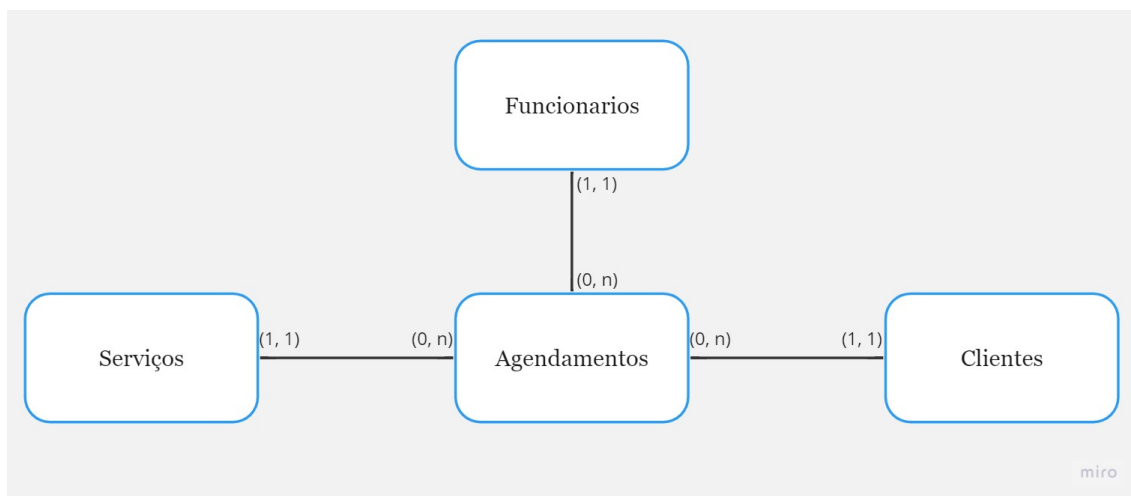 Funcionarios
(1, 1)
(0, n)
Serviços
(1, 1)
(0, n)
Agendamentos
(0, n)
(1, 1)
Clientes
miro